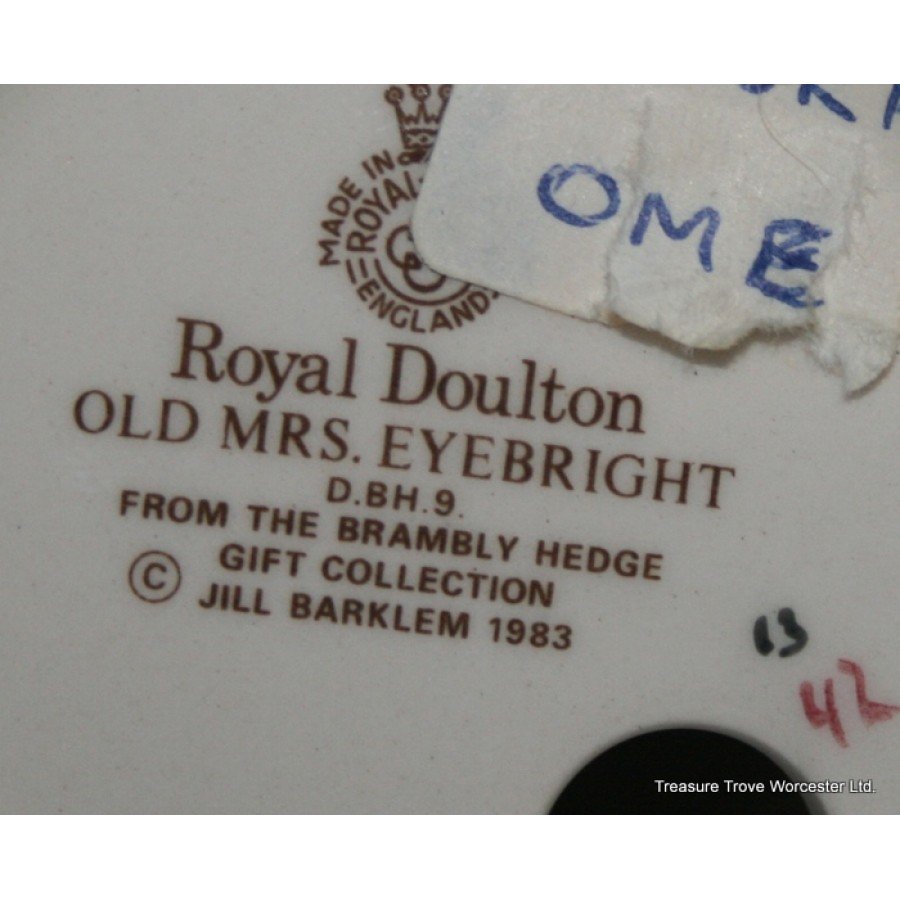 OME
MADE IN
ROYAL
ENGLAND
Royal Doulton
OLD MRS. EYEBRIGHT
D.BH.9.
FROM THE BRAMBLY HEDGE
GIFT COLLECTION
© JILL BARKLEM 1983
13
42
Treasure Trove Worcester Ltd.